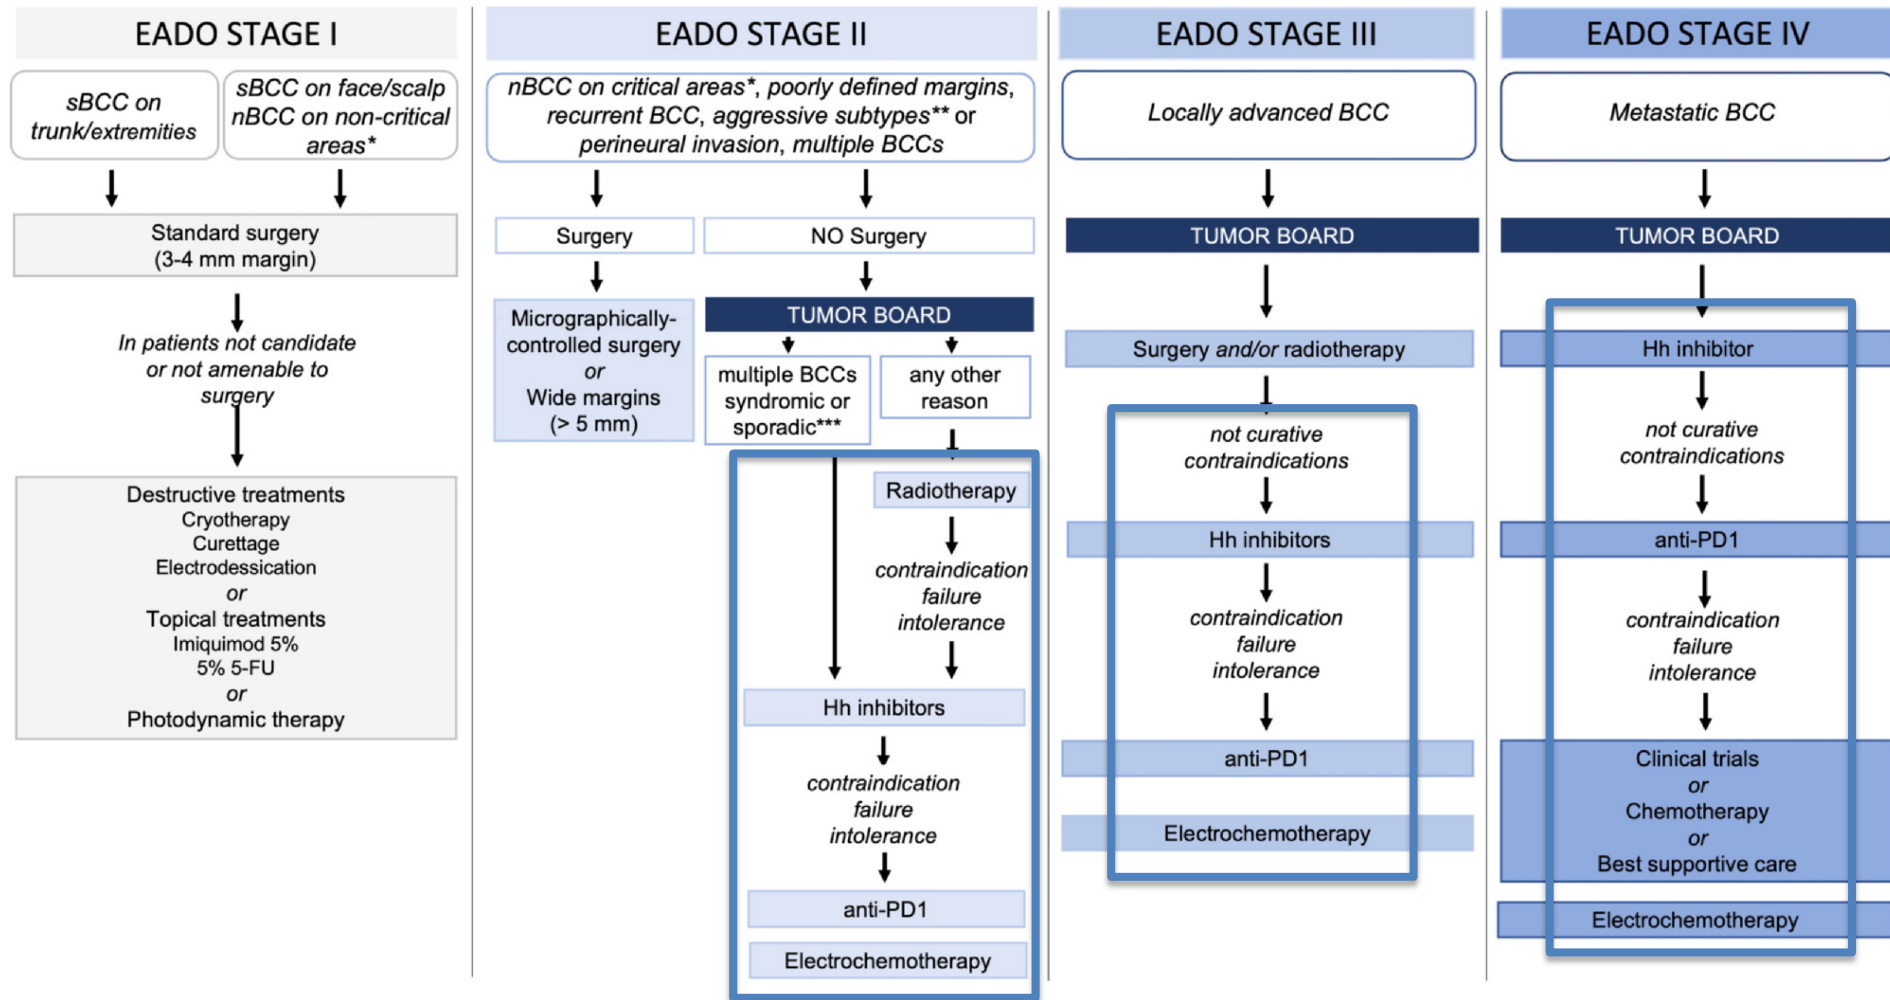 EADO STAGE I
sBCC on
trunk/extremities
sBCC on face/scalp
nBCC on non-critical
areas*
Standard surgery
(3-4 mm margin)
In patients not candidate
or not amenable to
surgery
Destructive treatments
Cryotherapy
Curettage
Electrodessication
or
Topical treatments
Imiquimod 5%
5% 5-FU
or
Photodynamic therapy
EADO STAGE II
nBCC on critical areas*, poorly defined margins,
recurrent BCC, aggressive subtypes** or
perineural invasion, multiple BCCs
Surgery
Micrographically-
controlled surgery
or
Wide margins
(> 5 mm)
NO Surgery
TUMOR BOARD
multiple BCCs
syndromic or
sporadic***
any other
reason
Radiotherapy
contraindication
failure
intolerance
Hh inhibitors
contraindication
failure
intolerance
anti-PD1
Electrochemotherapy
EADO STAGE III
Locally advanced BCC
TUMOR BOARD
Surgery and/or radiotherapy
not curative
contraindications
Hh inhibitors
contraindication
failure
intolerance
anti-PD1
Electrochemotherapy
EADO STAGE IV
Metastatic BCC
TUMOR BOARD
Hh inhibitor
not curative
contraindications
anti-PD1
contraindication
failure
intolerance
Clinical trials
or
Chemotherapy
or
Best supportive care
Electrochemotherapy